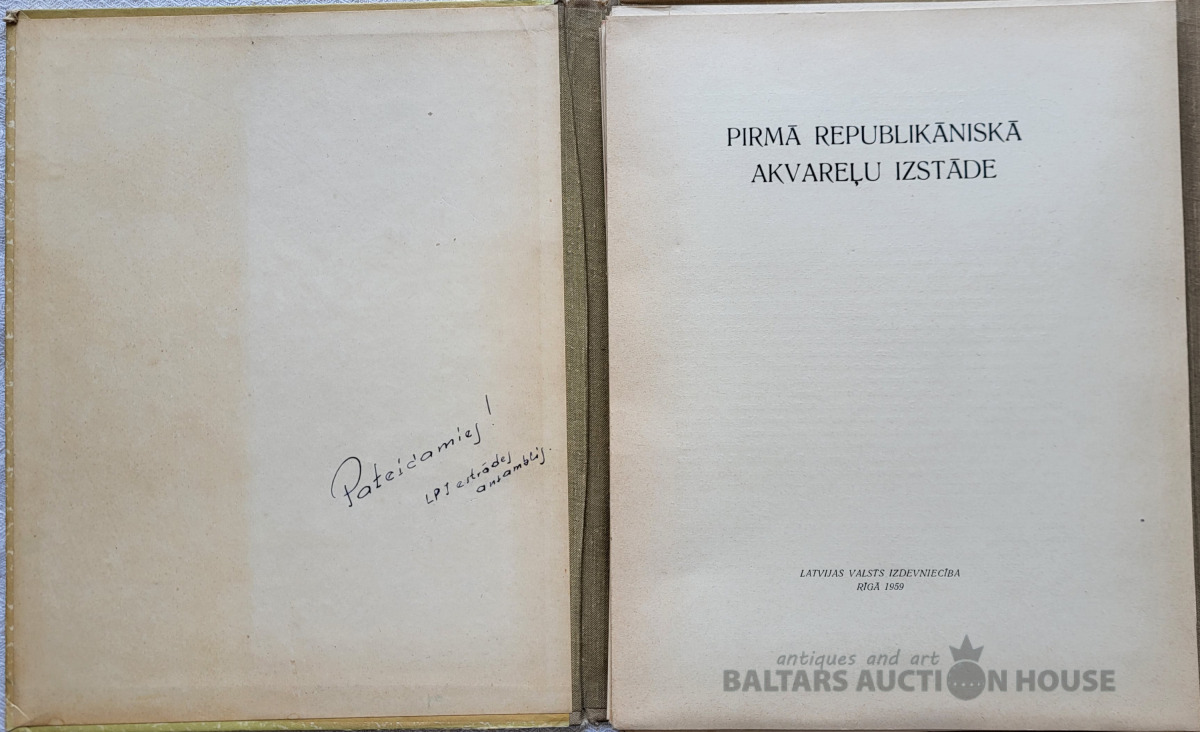 Pateicamies!
LPI estrādes
ansamblis.
PIRMĀ REPUBLIKĀNISKĀ
AKVAREĻU IZSTĀDE
LATVIJAS VALSTS IZDEVNIECĪBA
RĪGĀ 1959
antiques and art
BALTARS AUCTION HOUSE